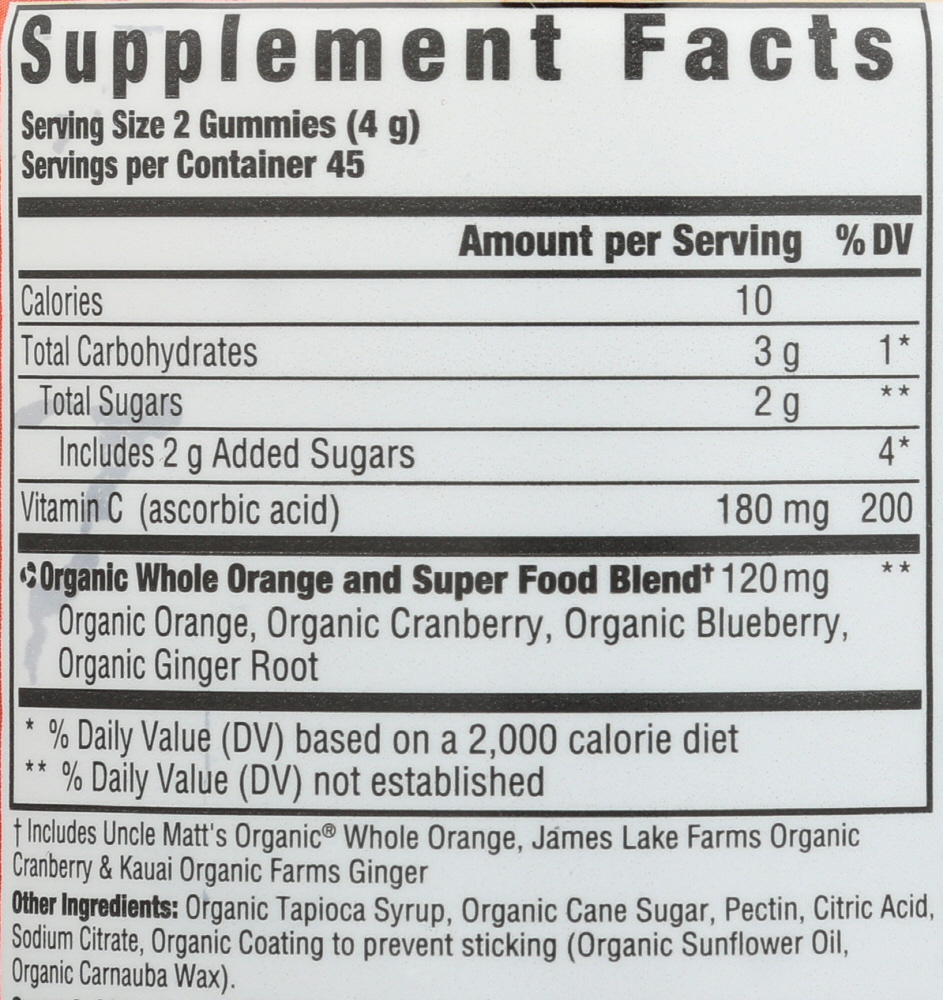 Supplement Facts
Serving Size 2 Gummies (4 g)
Servings per Container 45
Amount per Serving % DV
Calories 10
Total Carbohydrates 3 g 1*
Total Sugars 2 g **
Includes 2 g Added Sugars 4*
Vitamin C (ascorbic acid) 180 mg 200
Organic Whole Orange and Super Food Blend† 120 mg **
Organic Orange, Organic Cranberry, Organic Blueberry,
Organic Ginger Root
* % Daily Value (DV) based on a 2,000 calorie diet
** % Daily Value (DV) not established
† Includes Uncle Matt's Organic® Whole Orange, James Lake Farms Organic
Cranberry & Kauai Organic Farms Ginger
Other Ingredients: Organic Tapioca Syrup, Organic Cane Sugar, Pectin, Citric Acid,
Sodium Citrate, Organic Coating to prevent sticking (Organic Sunflower Oil,
Organic Carnauba Wax).